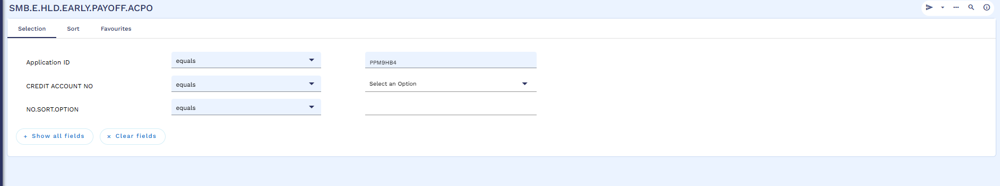 SMB.E.HLD.EARLY.PAYOFF.ACPO
Selection Sort Favourites
Application ID equals PPM9HB4
CREDIT ACCOUNT NO equals Select an Option
NO.SORT.OPTION equals
+ Show all fields × Clear fields